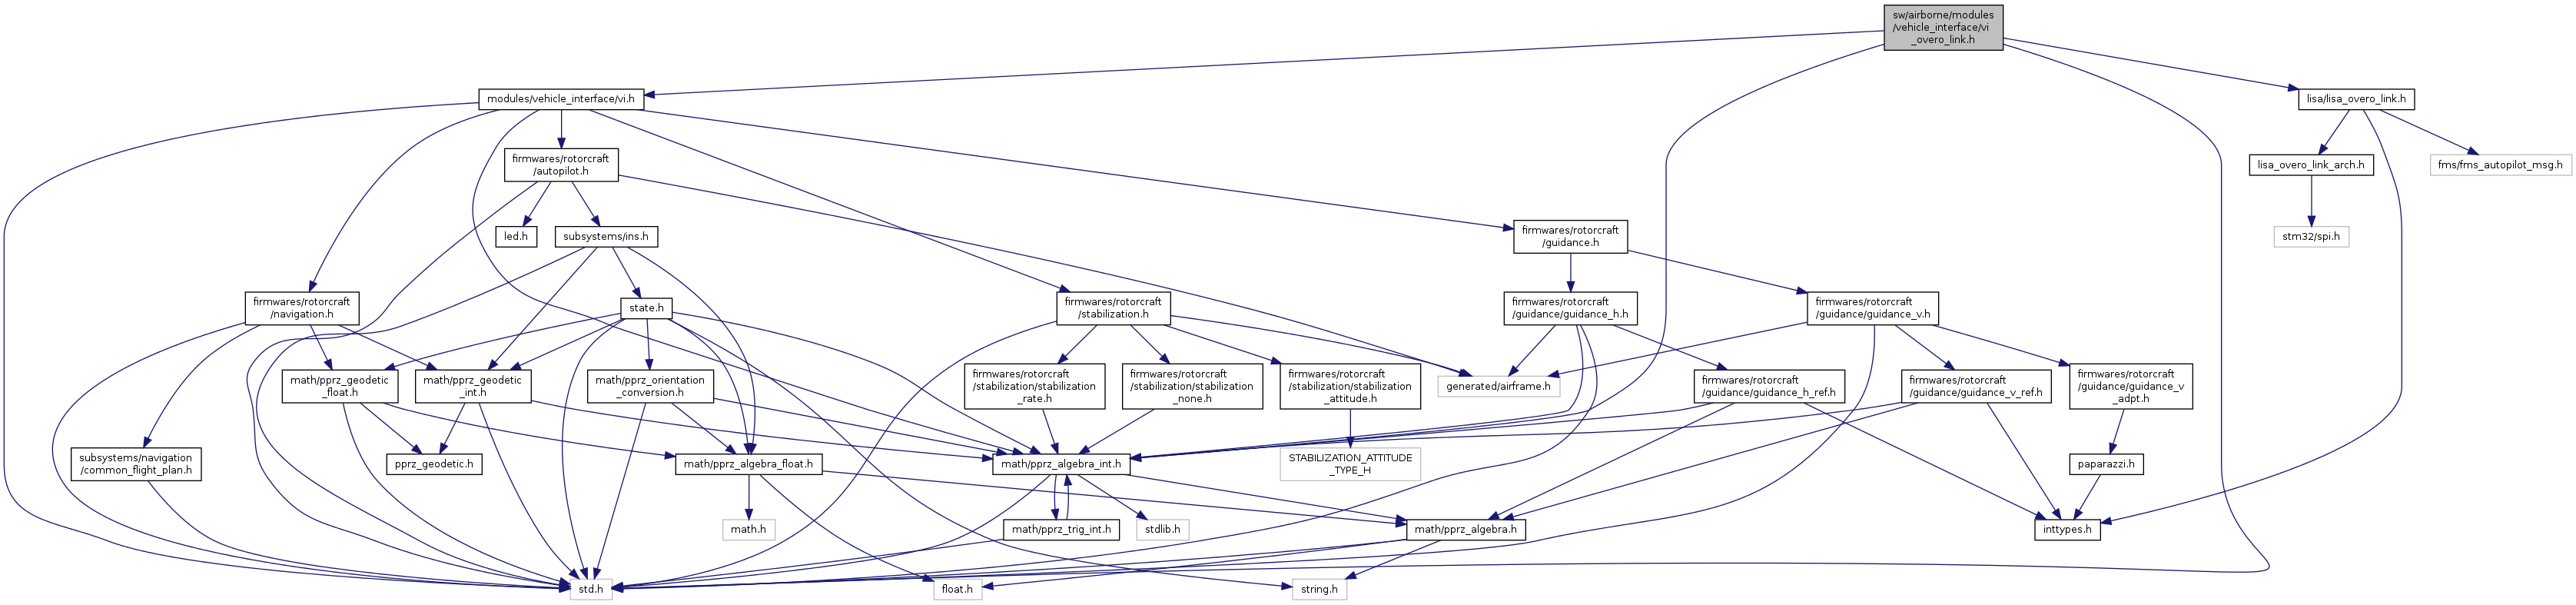 sw/airborne/modules
/vehicle_interface/vi
_overo_link.h
modules/vehicle_interface/vi.h
lisa/lisa_overo_link.h
firmwares/rotorcraft
/autopilot.h
lisa_overo_link_arch.h
fms/fms_autopilot_msg.h
led.h
subsystems/ins.h
firmwares/rotorcraft
/guidance.h
stm32/spi.h
firmwares/rotorcraft
/navigation.h
state.h
firmwares/rotorcraft
/stabilization.h
firmwares/rotorcraft
/guidance/guidance_h.h
firmwares/rotorcraft
/guidance/guidance_v.h
math/pprz_geodetic
_float.h
math/pprz_geodetic
_int.h
math/pprz_orientation
_conversion.h
firmwares/rotorcraft
/stabilization/stabilization
_rate.h
firmwares/rotorcraft
/stabilization/stabilization
_none.h
firmwares/rotorcraft
/stabilization/stabilization
_attitude.h
generated/airframe.h
firmwares/rotorcraft
/guidance/guidance_h_ref.h
firmwares/rotorcraft
/guidance/guidance_v_ref.h
firmwares/rotorcraft
/guidance/guidance_v
_adpt.h
subsystems/navigation
/common_flight_plan.h
pprz_geodetic.h
math/pprz_algebra_float.h
math/pprz_algebra_int.h
STABILIZATION_ATTITUDE
_TYPE_H
paparazzi.h
math.h
math/pprz_trig_int.h
stdlib.h
math/pprz_algebra.h
inttypes.h
std.h
float.h
string.h